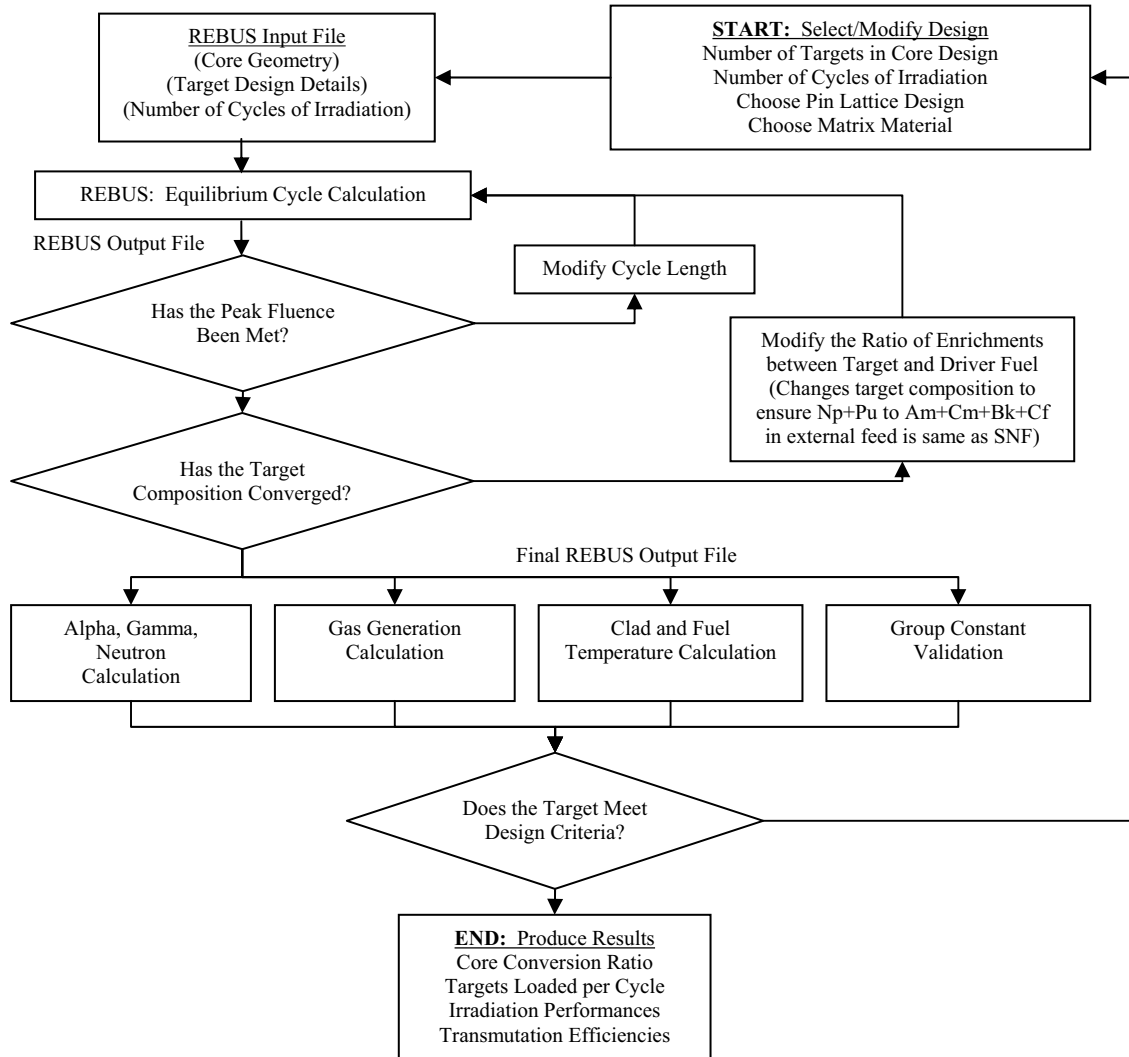 START: Select/Modify Design
Number of Targets in Core Design
Number of Cycles of Irradiation
Choose Pin Lattice Design
Choose Matrix Material
REBUS Input File
(Core Geometry)
(Target Design Details)
(Number of Cycles of Irradiation)
REBUS: Equilibrium Cycle Calculation
REBUS Output File
Has the Peak Fluence
Been Met?
Modify Cycle Length
Has the Target
Composition Converged?
Modify the Ratio of Enrichments
between Target and Driver Fuel
(Changes target composition to
ensure Np+Pu to Am+Cm+Bk+Cf
in external feed is same as SNF)
Final REBUS Output File
Alpha, Gamma,
Neutron
Calculation
Gas Generation
Calculation
Clad and Fuel
Temperature Calculation
Group Constant
Validation
Does the Target Meet
Design Criteria?
END: Produce Results
Core Conversion Ratio
Targets Loaded per Cycle
Irradiation Performances
Transmutation Efficiencies